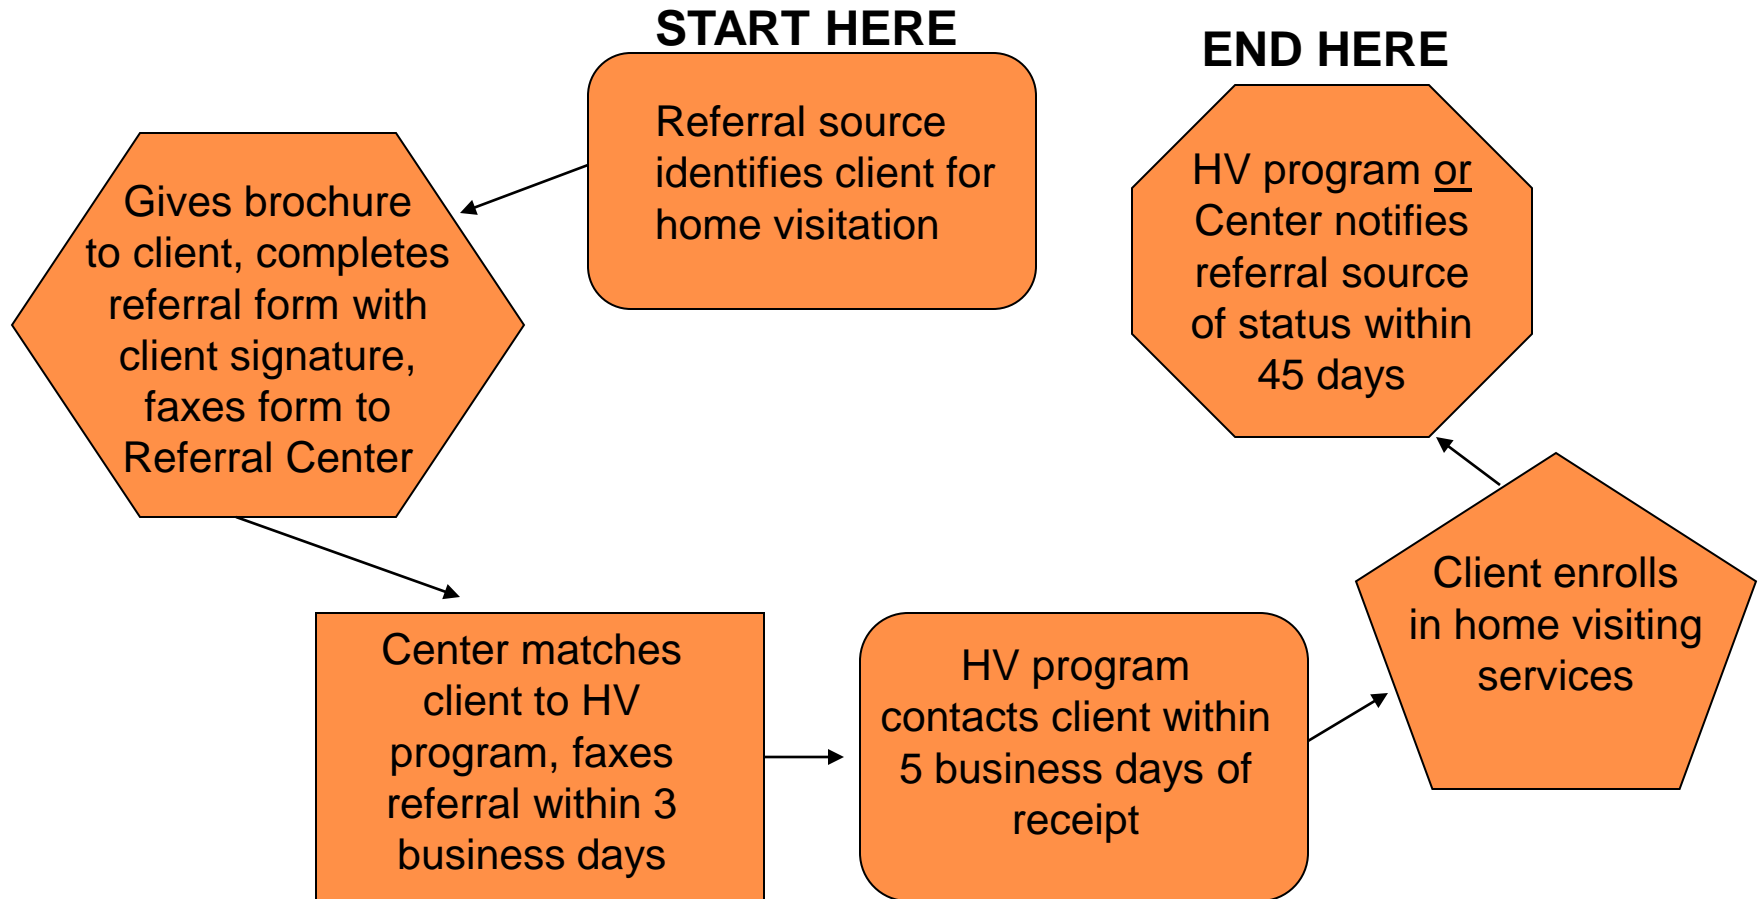 START HERE
Referral source
identifies client for
home visitation
Gives brochure
to client, completes
referral form with
client signature,
faxes form to
Referral Center
Center matches
client to HV
program, faxes
referral within 3
business days
HV program
contacts client within
5 business days of
receipt
Client enrolls
in home visiting
services
END HERE
HV program or
Center notifies
referral source
of status within
45 days